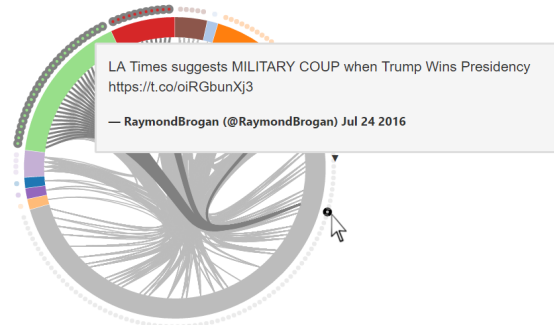 LA Times suggests MILITARY COUP when Trump Wins Presidency
https://t.co/oiRGbunXj3
— RaymondBrogan (@RaymondBrogan) Jul 24 2016